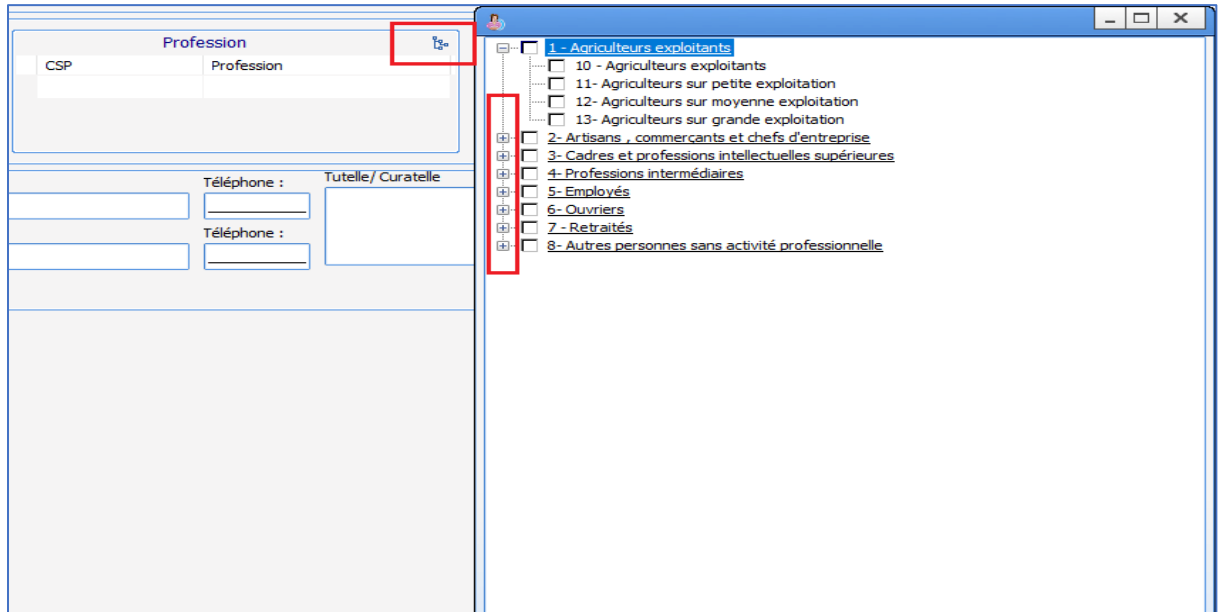 Profession
CSP Profession
Téléphone : Tutelle/ Curatelle
Téléphone :
1 - Agriculteurs exploitants
10 - Agriculteurs exploitants
11- Agriculteurs sur petite exploitation
12- Agriculteurs sur moyenne exploitation
13- Agriculteurs sur grande exploitation
2- Artisans , commerçants et chefs d'entreprise
3- Cadres et professions intellectuelles supérieures
4- Professions intermédiaires
5- Employés
6- Ouvriers
7 - Retraités
8- Autres personnes sans activité professionnelle